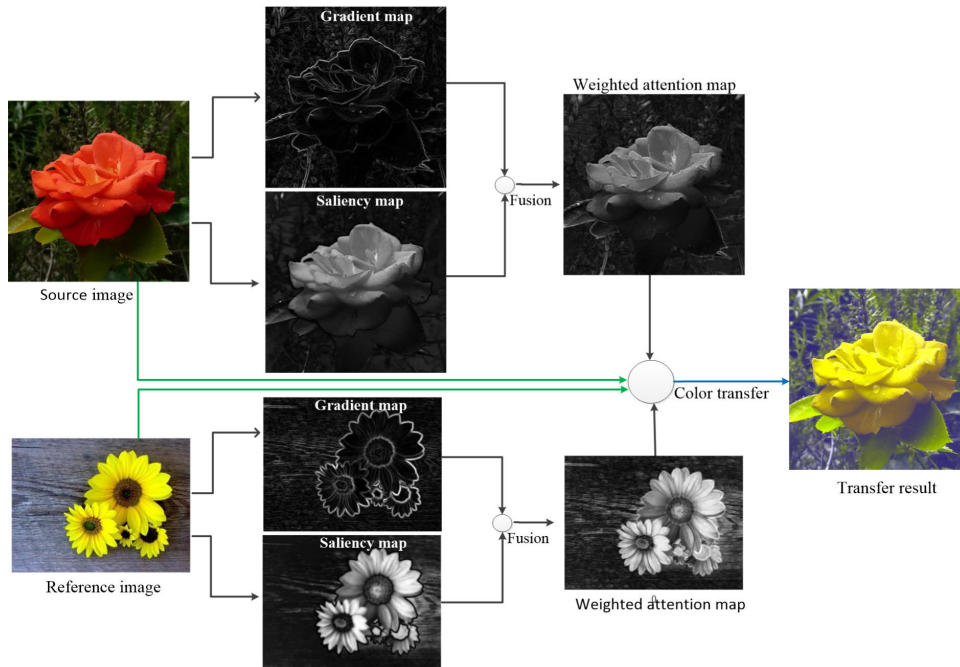 Gradient map
Weighted attention map
Saliency map
Fusion
Source image
Color transfer
Gradient map
Transfer result
Fusion
Saliency map
Reference image
Weighted attention map